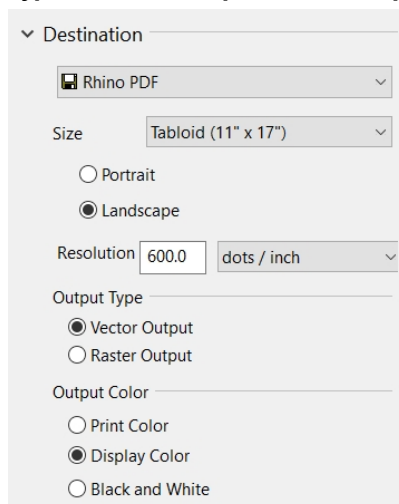 Destination
Rhino PDF
Size Tabloid (11" x 17")
Portrait
Landscape
Resolution 600.0 dots / inch
Output Type
Vector Output
Raster Output
Output Color
Print Color
Display Color
Black and White